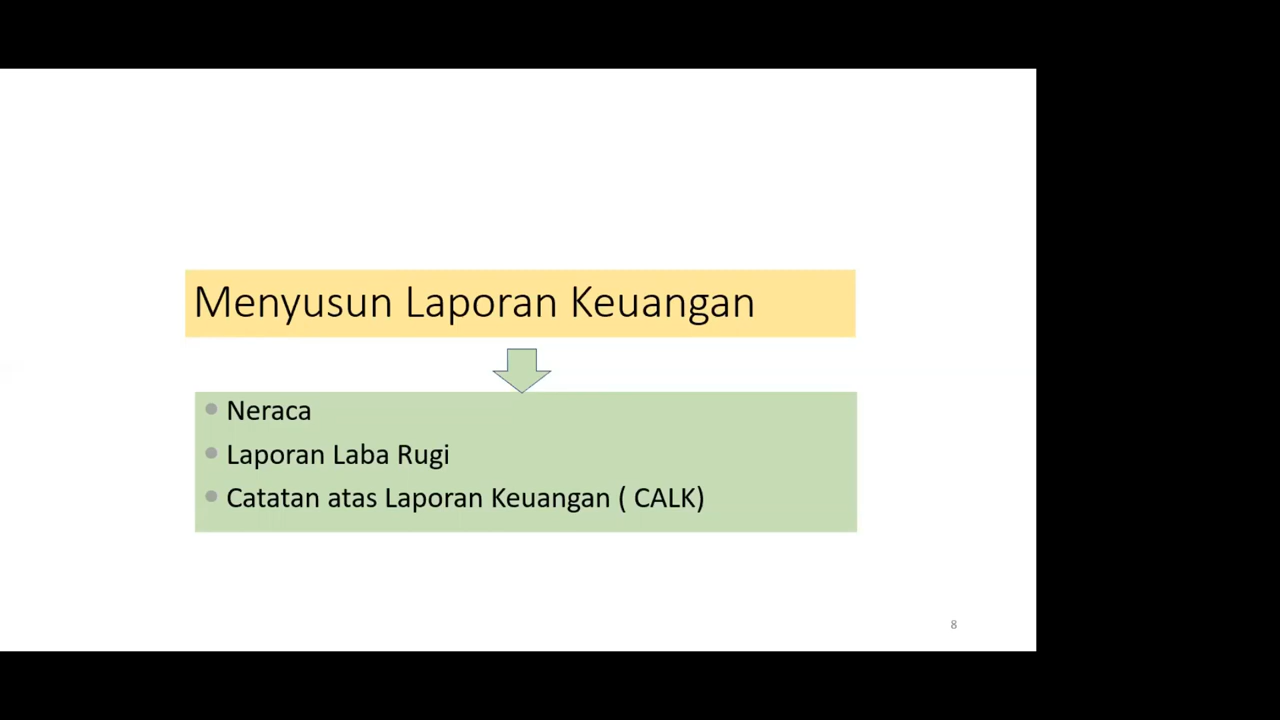 Menyusun Laporan Keuangan
Neraca
Laporan Laba Rugi
Catatan atas Laporan Keuangan ( CALK)
8